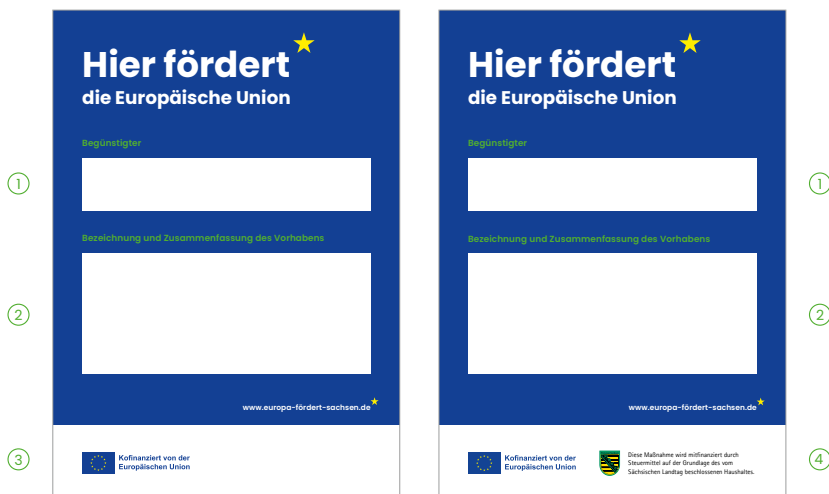 Hier fördert
die Europäische Union
Begünstigter
1
Bezeichnung und Zusammenfassung des Vorhabens
2
www.europa-fördert-sachsen.de
3
Kofinanziert von der
Europäischen Union
Hier fördert
die Europäische Union
Begünstigter
1
Bezeichnung und Zusammenfassung des Vorhabens
2
www.europa-fördert-sachsen.de
Kofinanziert von der
Europäischen Union
Diese Maßnahme wird mitfinanziert durch
Steuermittel auf der Grundlage des vom
Sächsischen Landtag beschlossenen Haushaltes.
4